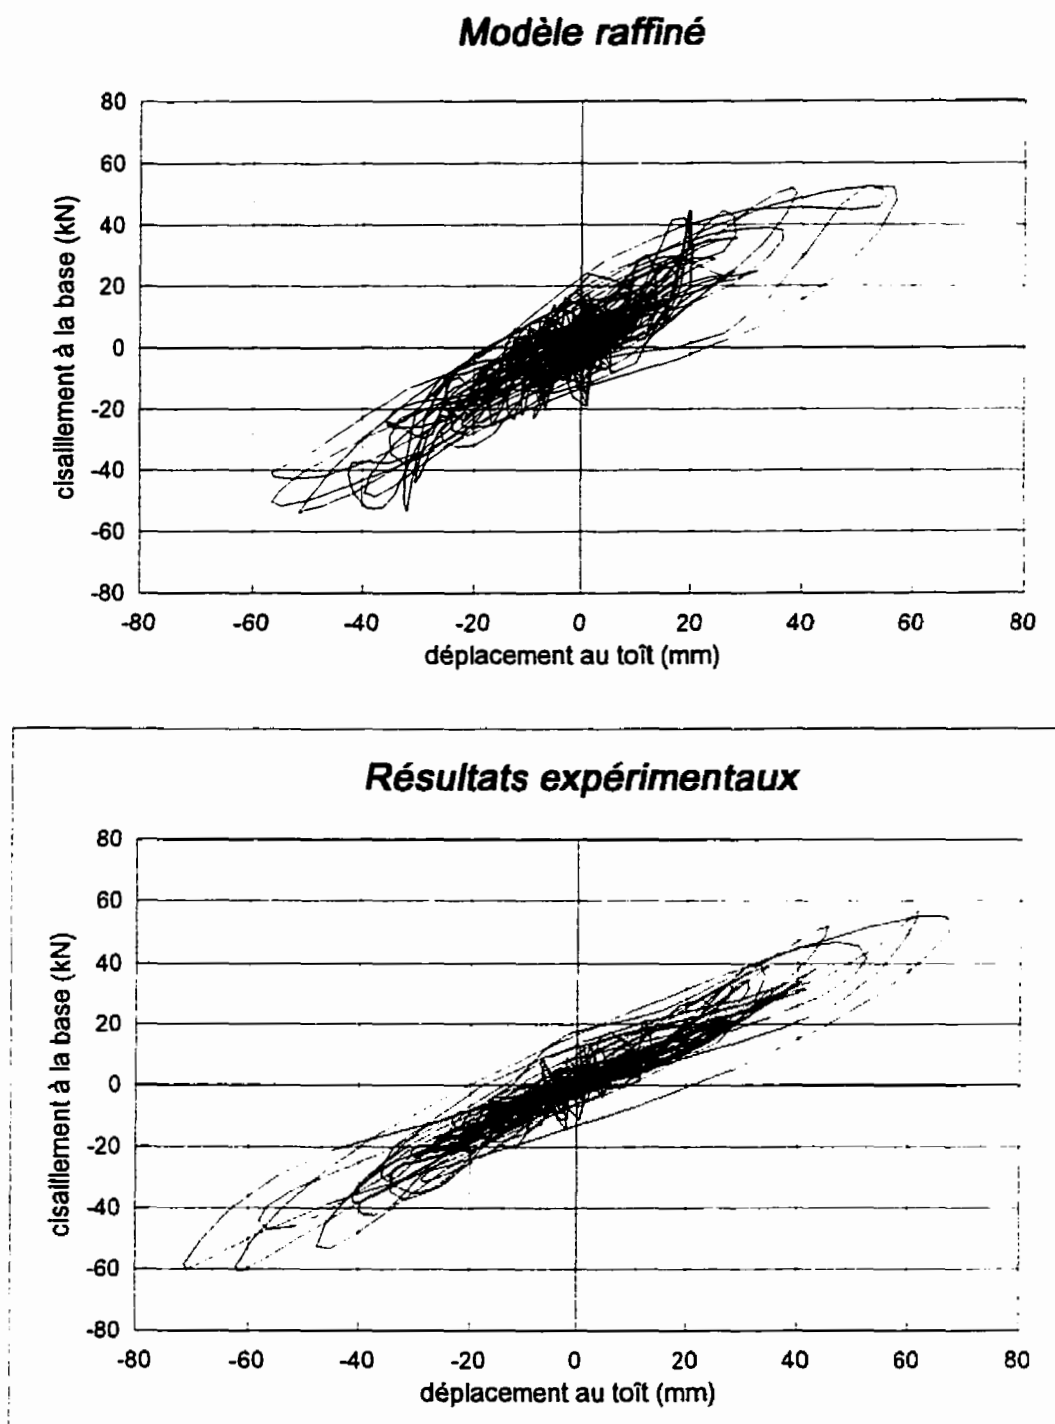 Modèle raffiné
80
60
40
20
0
-20
-40
-60
-80
cisaillement à la base (kN)
-80 -60 -40 -20 0 20 40 60 80
déplacement au toît (mm)
Résultats expérimentaux
80
60
40
20
0
-20
-40
-60
-80
cisaillement à la base (kN)
-80 -60 -40 -20 0 20 40 60 80
déplacement au toît (mm)